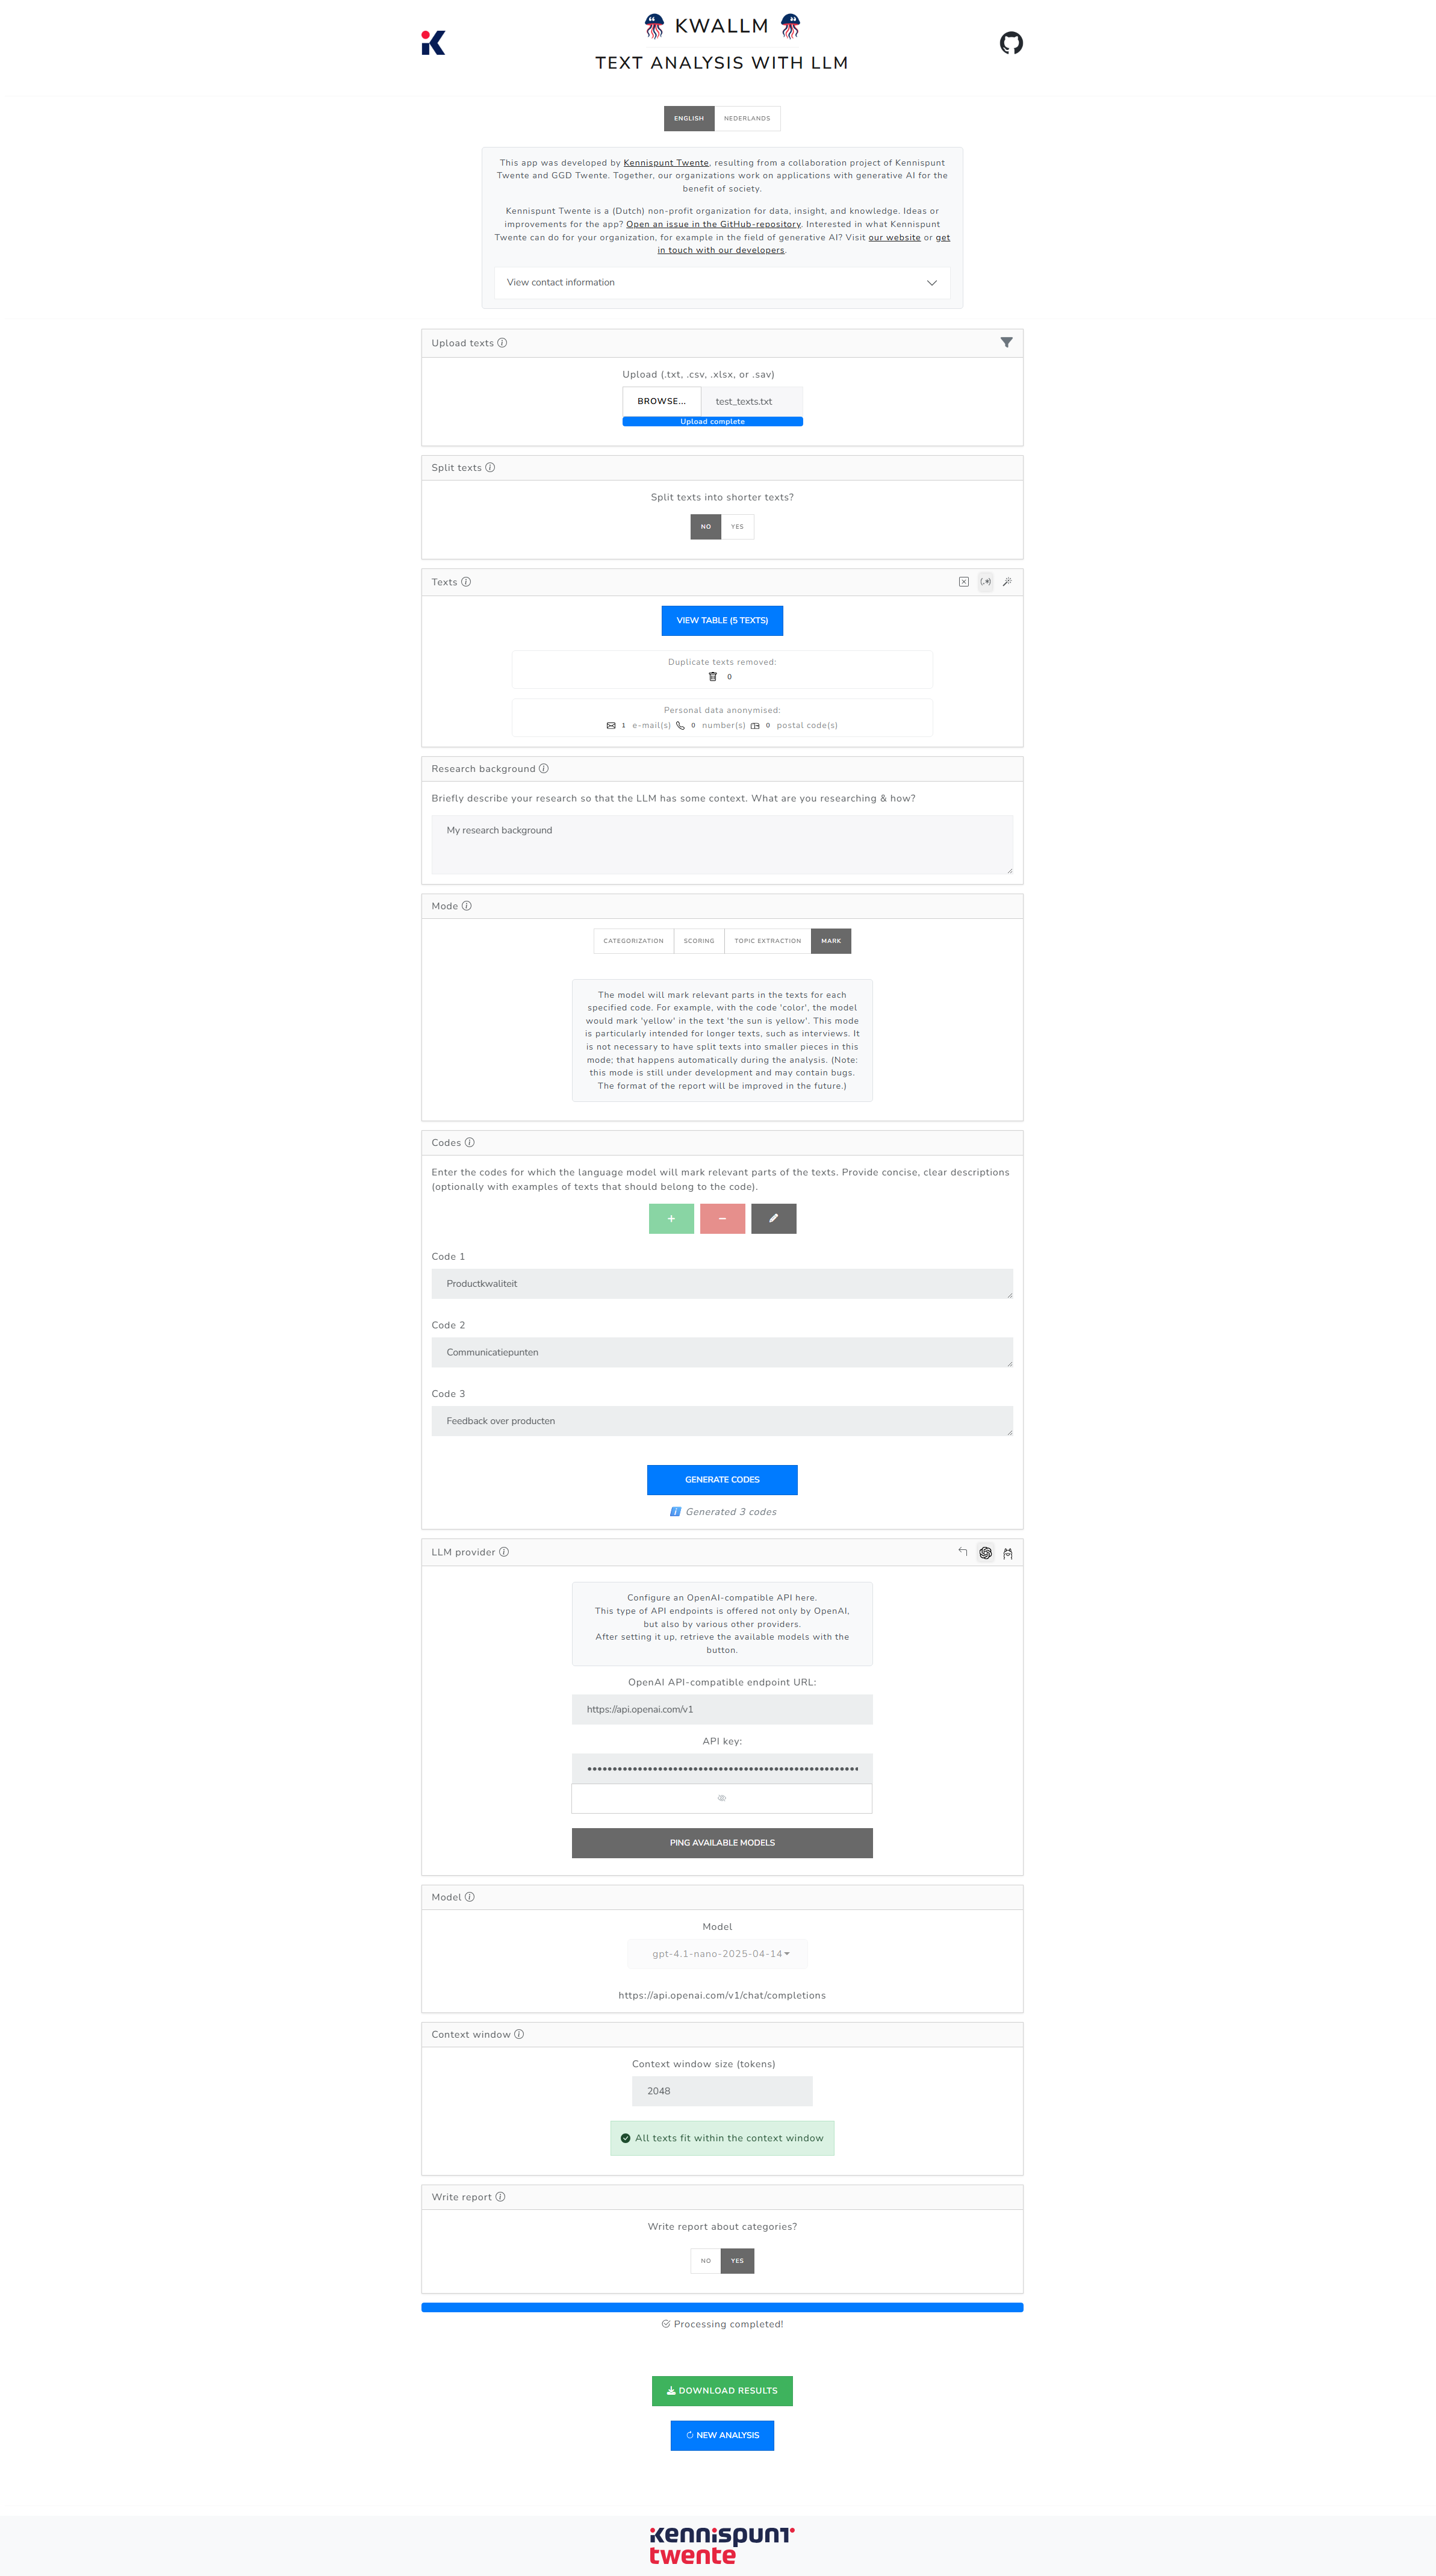 KWALLM
TEXT ANALYSIS WITH LLM
ENGLISH
NEDERLANDS
This app was developed by Kennispunt Twente, resulting from a collaboration project of Kennispunt
Twente and GGD Twente. Together, our organizations work on applications with generative AI for the
benefit of society.
Kennispunt Twente is a (Dutch) non-profit organization for data, insight, and knowledge. Ideas or
improvements for the app? Open an issue in the GitHub-repository. Interested in what Kennispunt
Twente can do for your organization, for example in the field of generative AI? Visit our website or get
in touch with our developers.
View contact information
Upload texts
Upload (.txt, .csv, .xlsx, or .sav)
BROWSE...
test_texts.txt
Upload complete
Split texts
Split texts into shorter texts?
NO
YES
Texts
(.*)
VIEW TABLE (5 TEXTS)
Duplicate texts removed:
0
Personal data anonymised:
1 e-mail(s) 0 number(s) 0 postal code(s)
Research background
Briefly describe your research so that the LLM has some context. What are you researching & how?
My research background
Mode
CATEGORIZATION
SCORING
TOPIC EXTRACTION
MARK
The model will mark relevant parts in the texts for each
specified code. For example, with the code 'color', the model
would mark 'yellow' in the text 'the sun is yellow'. This mode
is particularly intended for longer texts, such as interviews. It
is not necessary to have split texts into smaller pieces in this
mode; that happens automatically during the analysis. (Note:
this mode is still under development and may contain bugs.
The format of the report will be improved in the future.)
Codes
Enter the codes for which the language model will mark relevant parts of the texts. Provide concise, clear descriptions
(optionally with examples of texts that should belong to the code).
Code 1
Productkwaliteit
Code 2
Communicatiepunten
Code 3
Feedback over producten
GENERATE CODES
Generated 3 codes
LLM provider
Configure an OpenAI-compatible API here.
This type of API endpoints is offered not only by OpenAI,
but also by various other providers.
After setting it up, retrieve the available models with the
button.
OpenAI API-compatible endpoint URL:
https://api.openai.com/v1
API key:
PING AVAILABLE MODELS
Model
Model
gpt-4.1-nano-2025-04-14
https://api.openai.com/v1/chat/completions
Context window
Context window size (tokens)
2048
All texts fit within the context window
Write report
Write report about categories?
NO
YES
Processing completed!
DOWNLOAD RESULTS
NEW ANALYSIS
kennispunt
twente